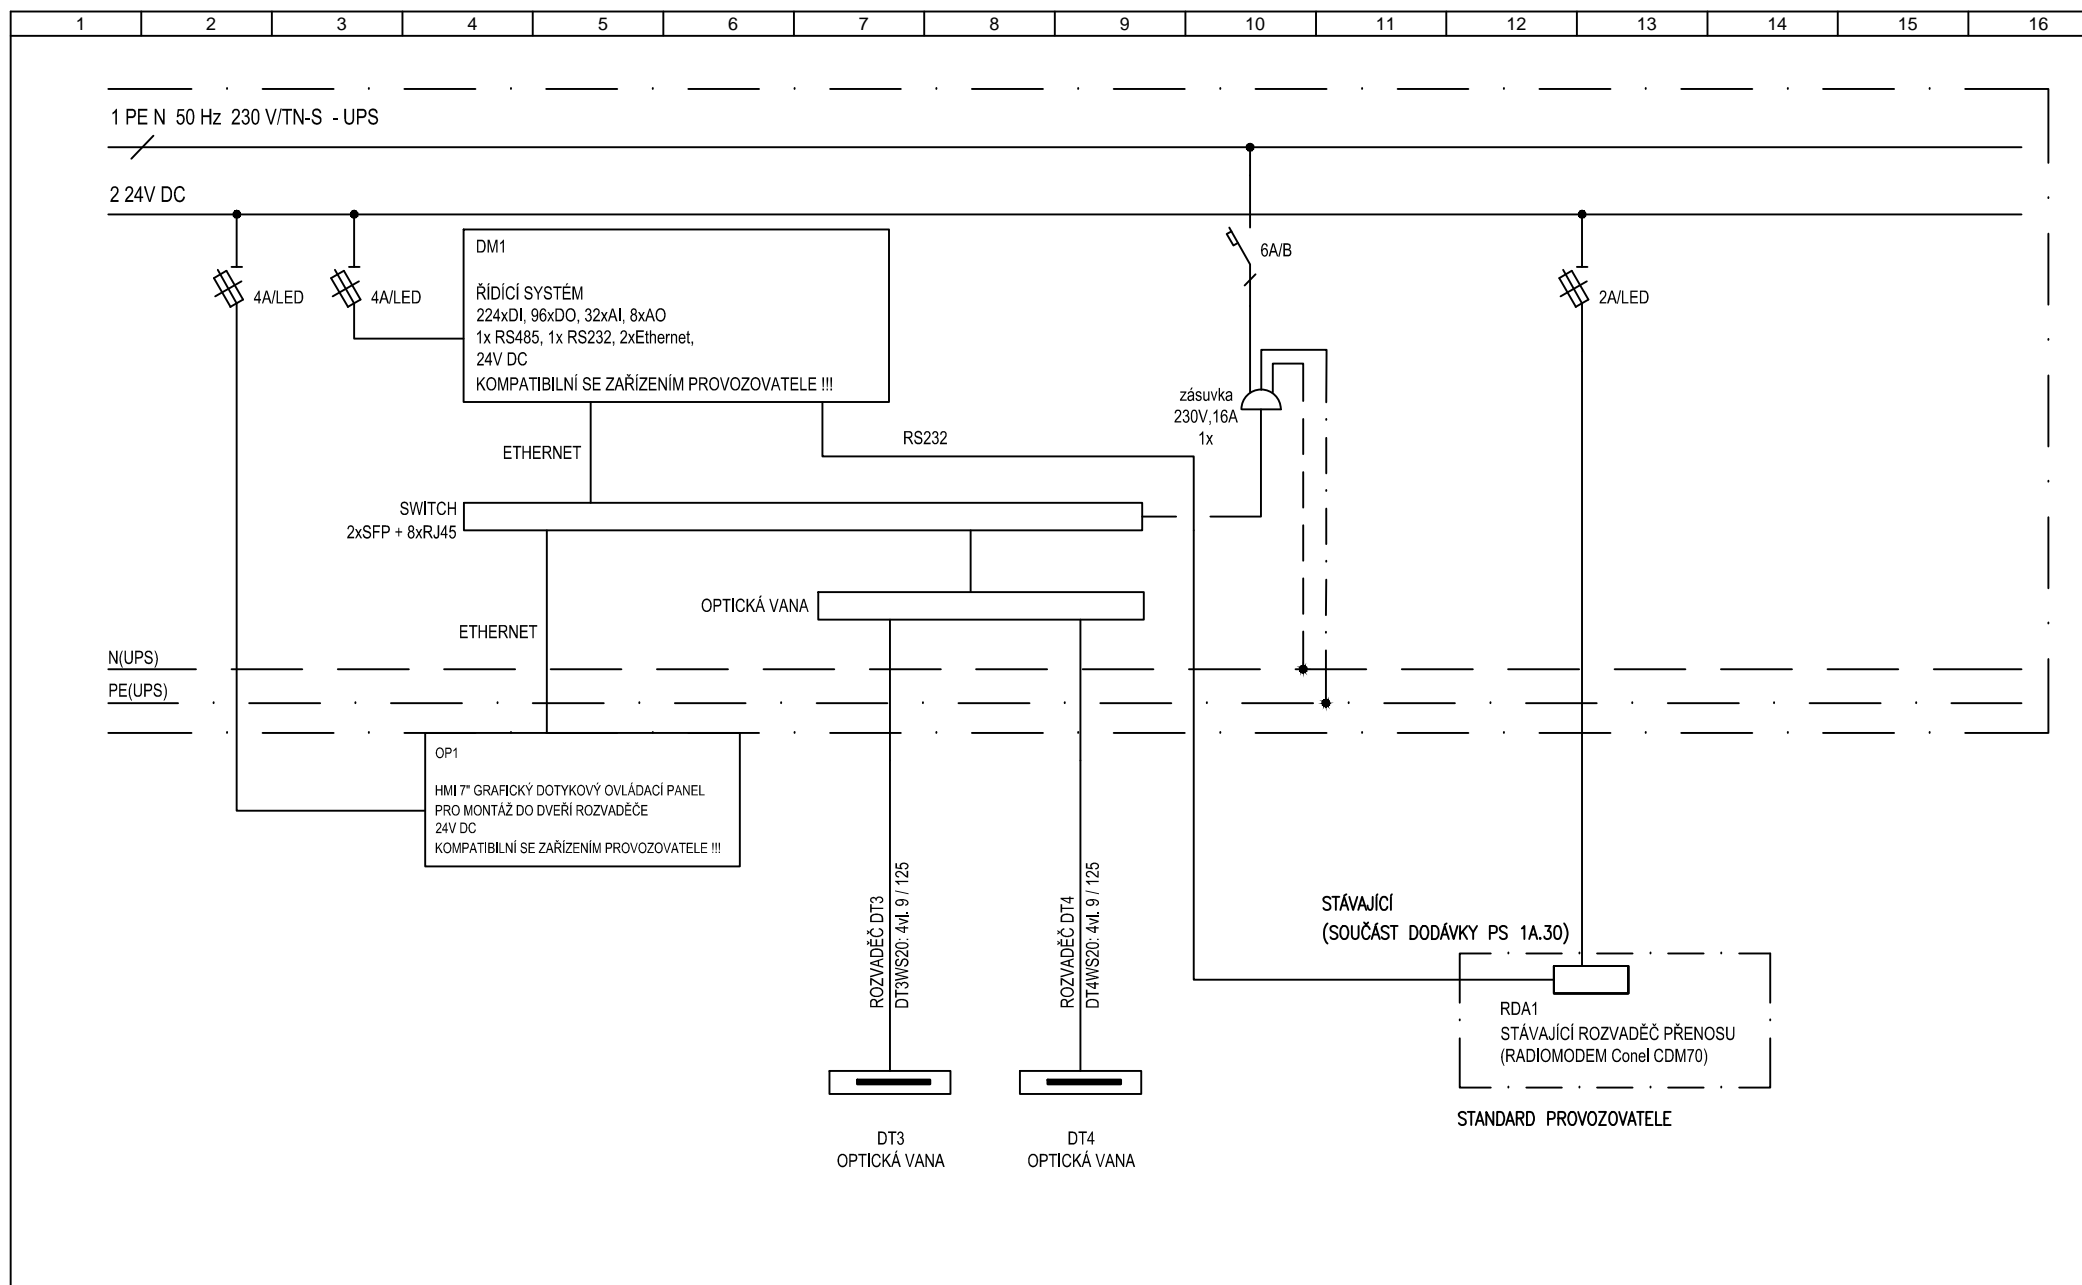 1 2 3 4 5 6 7 8 9 10 11 12 13 14 15 16
1 PE N 50 Hz 230 V/TN-S - UPS
2 24V DC
4A/LED
4A/LED
DM1
ŘÍDÍCÍ SYSTÉM
224xDI, 96xDO, 32xAI, 8xAO
1x RS485, 1x RS232, 2xEthernet,
24V DC
KOMPATIBILNÍ SE ZAŘÍZENÍM PROVOZOVATELE !!!
6A/B
2A/LED
zásuvka
230V,16A
1x
ETHERNET
RS232
SWITCH
2xSFP + 8xRJ45
OPTICKÁ VANA
ETHERNET
N(UPS)
PE(UPS)
OP1
HMI 7" GRAFICKÝ DOTYKOVÝ OVLÁDACÍ PANEL
PRO MONTÁŽ DO DVEŘÍ ROZVADĚČE
24V DC
KOMPATIBILNÍ SE ZAŘÍZENÍM PROVOZOVATELE !!!
ROZVADĚČ DT3
DT3WS20: 4vl. 9 / 125
ROZVADĚČ DT4
DT4WS20: 4vl. 9 / 125
STÁVAJÍCÍ
(SOUČÁST DODÁVKY PS 1A.30)
RDA1
STÁVAJÍCÍ ROZVADĚČ PŘENOSU
(RADIOMODEM Conel CDM70)
STANDARD PROVOZOVATELE
DT3
OPTICKÁ VANA
DT4
OPTICKÁ VANA